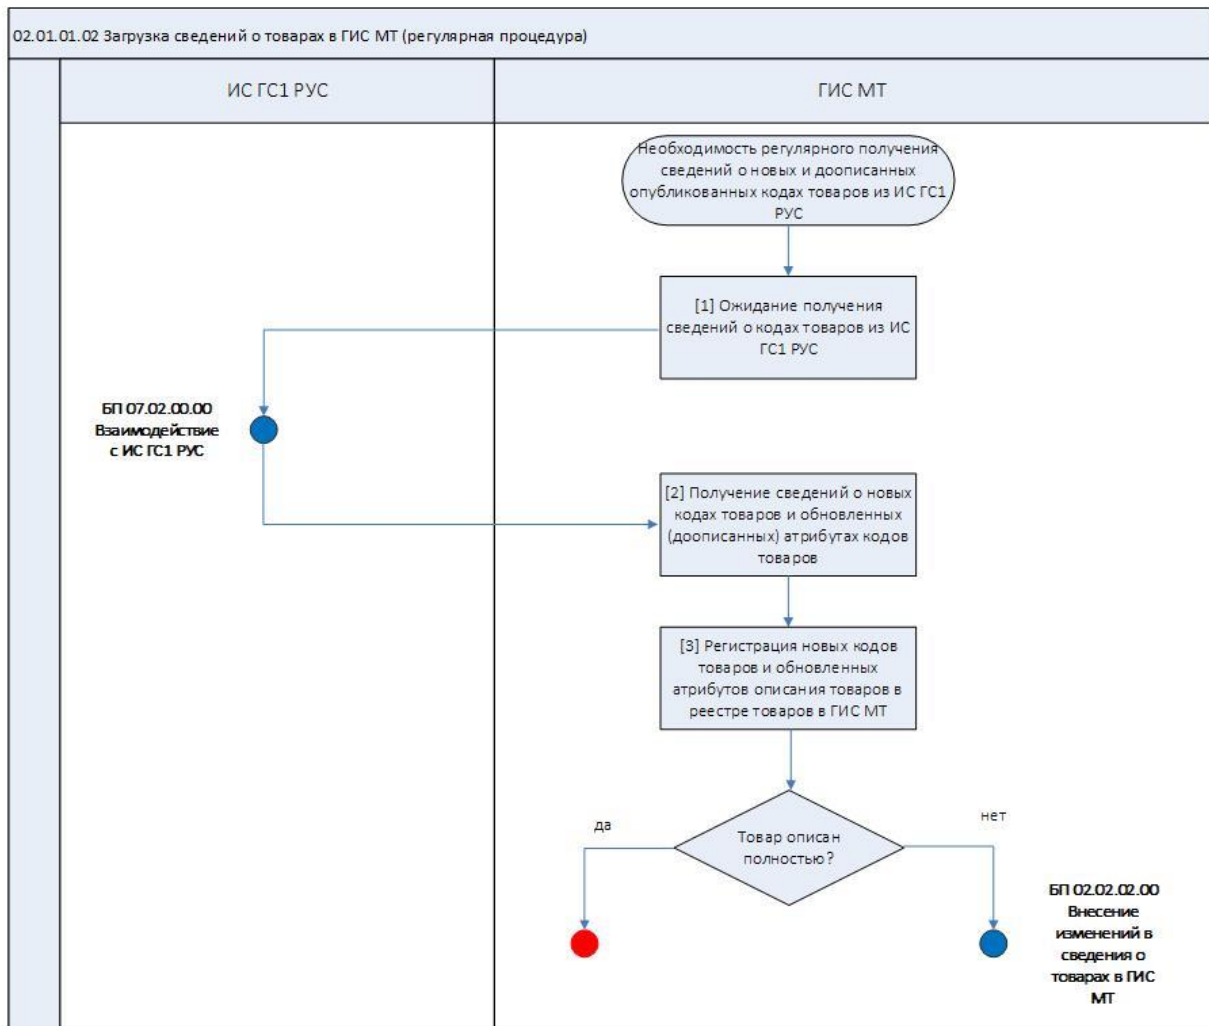 02.01.01.02 Загрузка сведений о товарах в ГИС МТ (регулярная процедура)
ИС ГС1 РУС
ГИС МТ
Необходимость регулярного получения
сведений о новых и доописанных
опубликованных кодах товаров из ИС ГС1
РУС
[1] Ожидание получения
сведений о кодах товаров из ИС
ГС1 РУС
БП 07.02.00.00
Взаимодействие
с ИС ГС1 РУС
[2] Получение сведений о новых
кодах товаров и обновленных
(доописанных) атрибутах кодов
товаров
[3] Регистрация новых кодов
товаров и обновленных
атрибутов описания товаров в
реестре товаров в ГИС МТ
да
нет
Товар описан
полностью?
БП 02.02.02.00
Внесение
изменений в
сведения о
товарах в ГИС
МТ